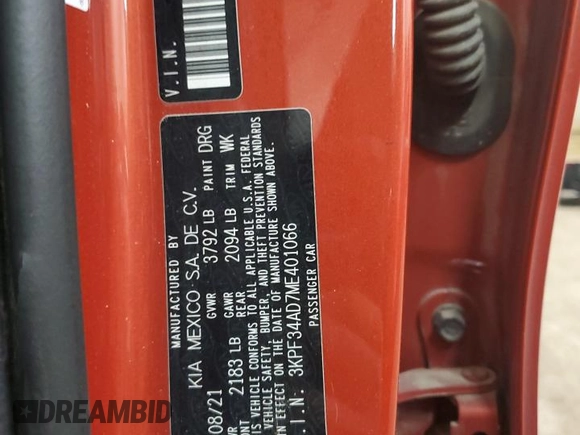 V.I.N.
MANUFACTURED BY
KIA MEXICO S.A. DE C.V.
08/21 GVWR 3792 LB PAINT DRG
2183 LB GAWR REAR 2094 LB TRIM WK
VEHICLE CONFORMS TO ALL APPLICABLE U.S.A. FEDERAL
VEHICLE SAFETY, BUMPER, AND THEFT PREVENTION STANDARDS
EFFECT ON THE DATE OF MANUFACTURE SHOWN ABOVE.
V.I.N: 3KPF34AD7ME401066
PASSENGER CAR
DREAMBID